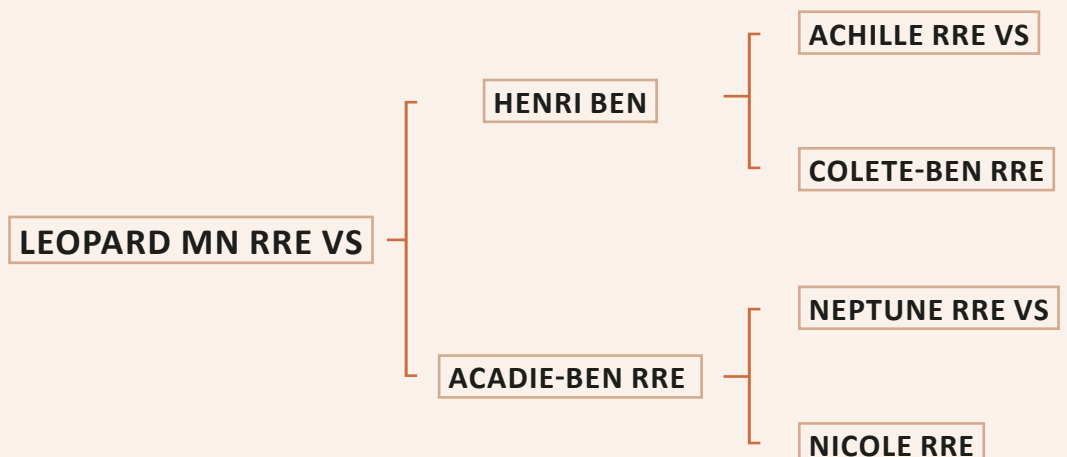 ACHILLE RRE VS
HENRI BEN
COLETE-BEN RRE
LEOPARD MN RRE VS
NEPTUNE RRE VS
ACADIE-BEN RRE
NICOLE RRE